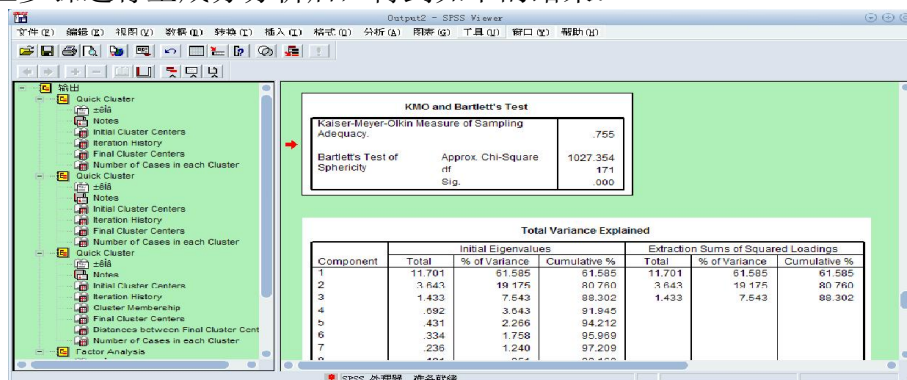 Output2 - SPSS Viewer
文件(F) 编辑(E) 视图(V) 数据(D) 转换(T) 插入(I) 格式(O) 分析(A) 图表(G) 工具(U) 窗口(W) 帮助(H)
输出
Quick Cluster
Notes
Initial Cluster Centers
Iteration History
Final Cluster Centers
Number of Cases in each Cluster
Quick Cluster
Notes
Initial Cluster Centers
Iteration History
Final Cluster Centers
Number of Cases in each Cluster
Quick Cluster
Notes
Initial Cluster Centers
Iteration History
Cluster Membership
Final Cluster Centers
Distances between Final Cluster Cent
Number of Cases in each Cluster
Factor Analysis
KMO and Bartlett's Test
Kaiser-Meyer-Olkin Measure of Sampling
Adequacy. .755
Bartlett's Test of Approx. Chi-Square 1027.354
Sphericity df 171
Sig. .000
Total Variance Explained
Initial Eigenvalues Extraction Sums of Squared Loadings
Component Total % of Variance Cumulative % Total % of Variance Cumulative %
1 11.701 61.585 61.585 11.701 61.585 61.585
2 3.643 19.175 80.760 3.643 19.175 80.760
3 1.433 7.543 88.302 1.433 7.543 88.302
4 .692 3.643 91.945
5 .431 2.266 94.212
6 .334 1.758 95.969
7 .236 1.240 97.209
SPSS 处理器 准备就绪